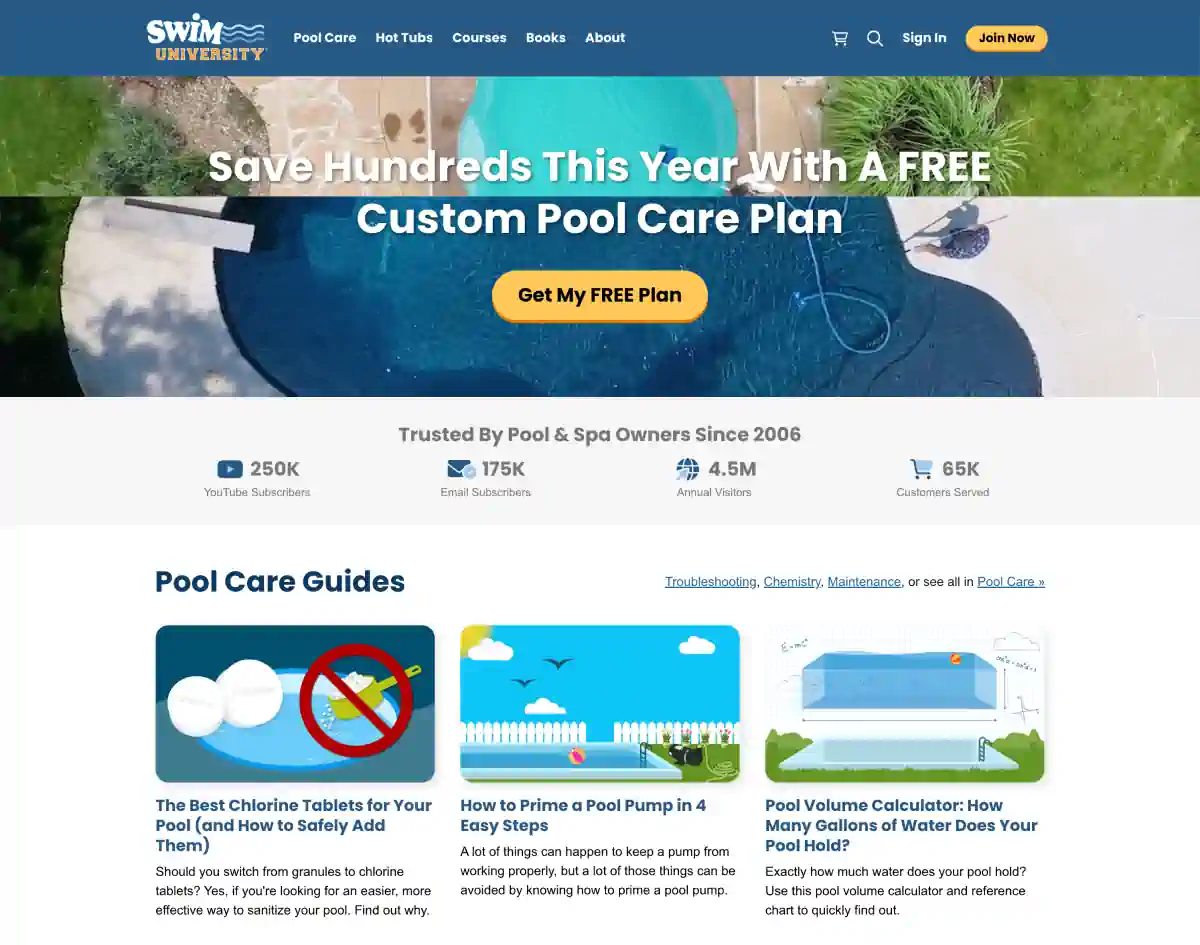 SWIM
UNIVERSITY
Pool Care Hot Tubs Courses Books About
Sign In Join Now
Save Hundreds This Year With A FREE
Custom Pool Care Plan
Get My FREE Plan
Trusted By Pool & Spa Owners Since 2006
250K 175K 4.5M 65K
YouTube Subscribers Email Subscribers Annual Visitors Customers Served
Pool Care Guides
Troubleshooting, Chemistry, Maintenance, or see all in Pool Care »
E = mc²
The Best Chlorine Tablets for Your
Pool (and How to Safely Add
Them)
Should you switch from granules to chlorine
tablets? Yes, if you're looking for an easier, more
effective way to sanitize your pool. Find out why.
How to Prime a Pool Pump in 4
Easy Steps
A lot of things can happen to keep a pump from
working properly, but a lot of those things can be
avoided by knowing how to prime a pool pump.
Pool Volume Calculator: How
Many Gallons of Water Does Your
Pool Hold?
Exactly how much water does your pool hold?
Use this pool volume calculator and reference
chart to quickly find out.